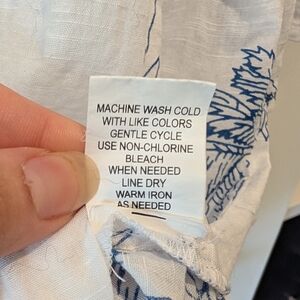 MACHINE WASH COLD
WITH LIKE COLORS
GENTLE CYCLE
USE NON-CHLORINE
BLEACH
WHEN NEEDED
LINE DRY
WARM IRON
AS NEEDED